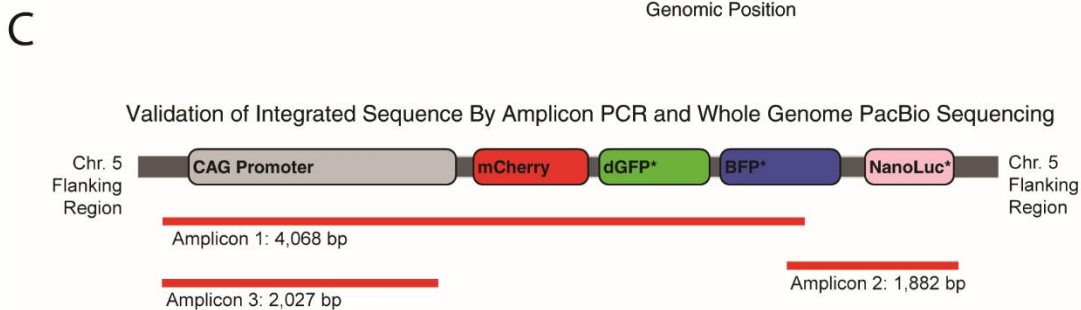 Genomic Position
C
Validation of Integrated Sequence By Amplicon PCR and Whole Genome PacBio Sequencing
Chr. 5
Flanking
Region
CAG Promoter
mCherry
dGFP*
BFP*
NanoLuc*
Chr. 5
Flanking
Region
Amplicon 1: 4,068 bp
Amplicon 3: 2,027 bp
Amplicon 2: 1,882 bp